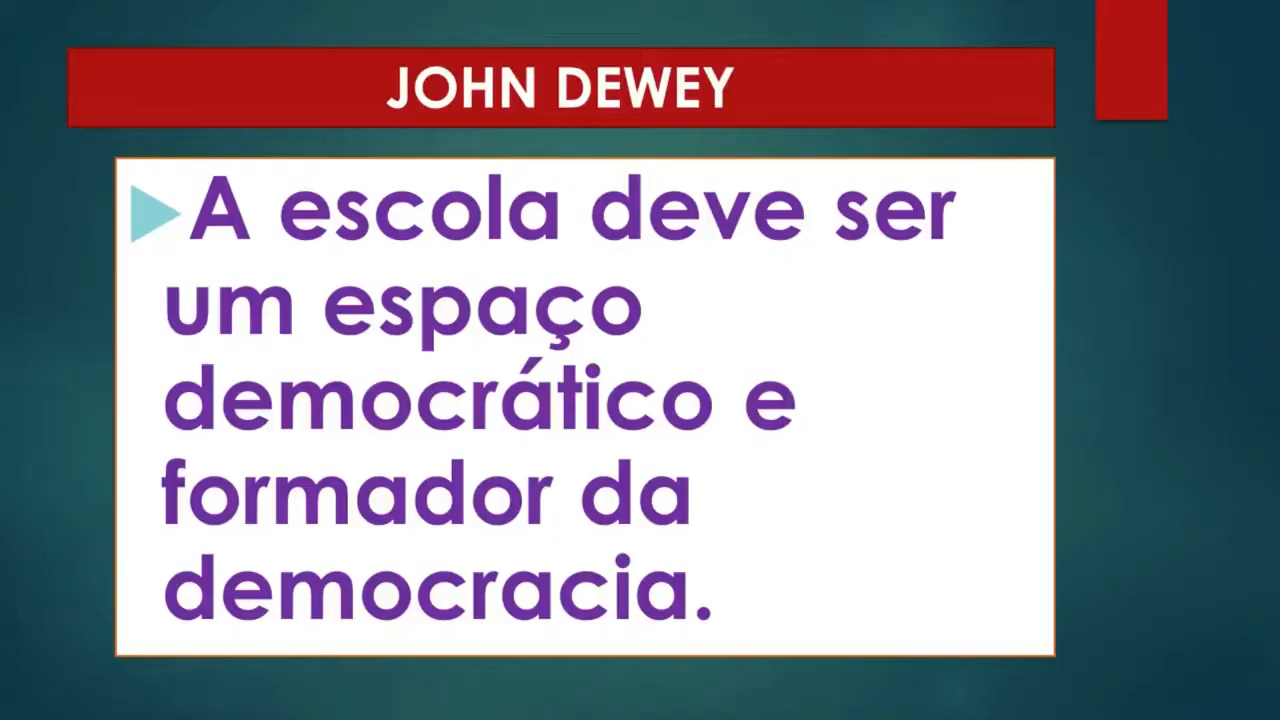 JOHN DEWEY
A escola deve ser
um espaço
democrático e
formador da
democracia.